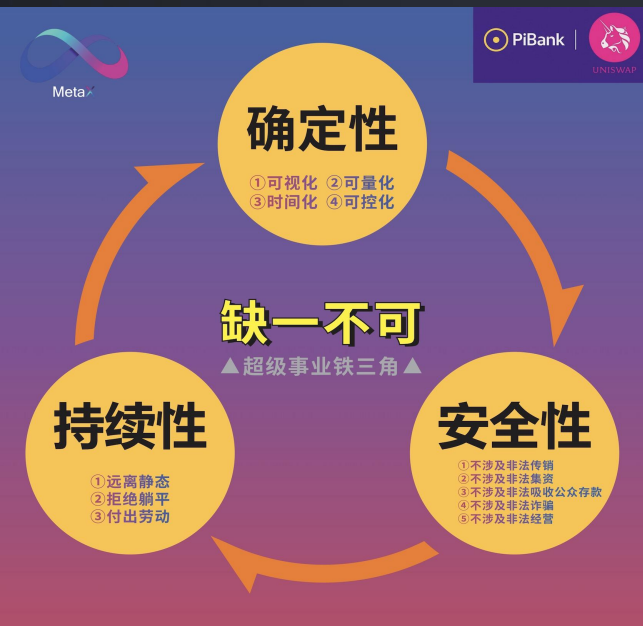 Meta
PiBank
UNISWAP
确定性
①可视化 ②可量化
③时间化 ④可控化
缺一不可
▲超级事业铁三角▲
持续性
①远离静态
②拒绝躺平
③付出劳动
安全性
①不涉及非法传销
②不涉及非法集资
③不涉及非法吸收公众存款
④不涉及非法诈骗
⑤不涉及非法经营